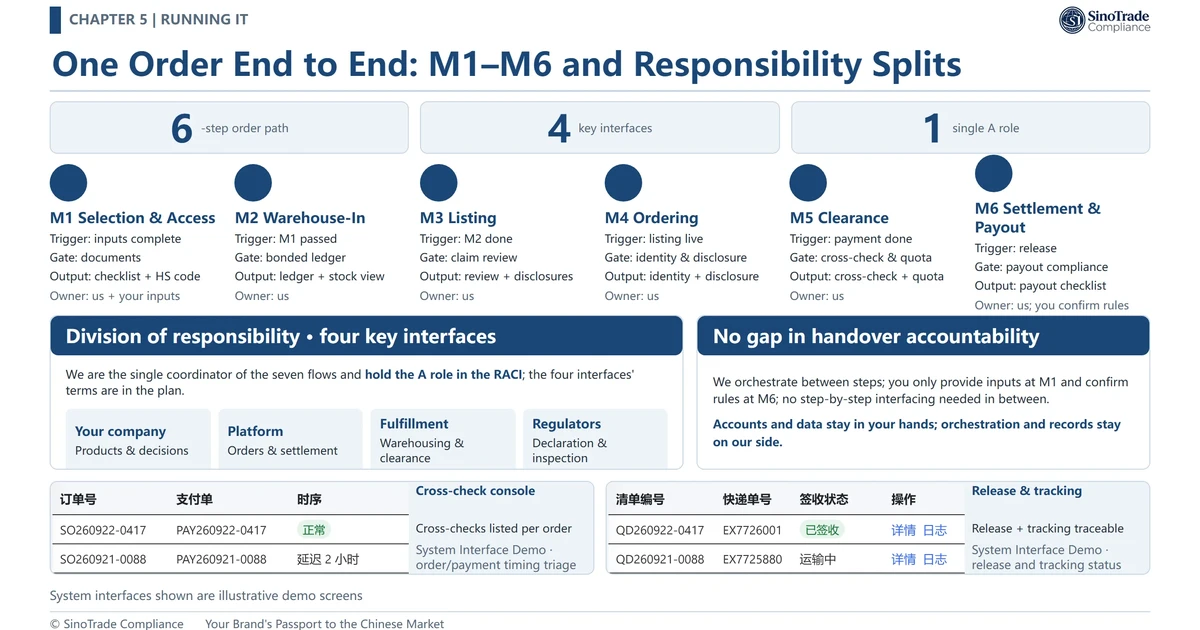 CHAPTER 5 | RUNNING IT
SinoTrade
Compliance
One Order End to End: M1–M6 and Responsibility Splits
6 -step order path
4 key interfaces
1 single A role
M1 Selection & Access
Trigger: inputs complete
Gate: documents
Output: checklist + HS code
Owner: us + your inputs
M2 Warehouse-In
Trigger: M1 passed
Gate: bonded ledger
Output: ledger + stock view
Owner: us
M3 Listing
Trigger: M2 done
Gate: claim review
Output: review + disclosures
Owner: us
M4 Ordering
Trigger: listing live
Gate: identity & disclosure
Output: identity + disclosure
Owner: us
M5 Clearance
Trigger: payment done
Gate: cross-check & quota
Output: cross-check + quota
Owner: us
M6 Settlement &
Payout
Trigger: release
Gate: payout compliance
Output: payout checklist
Owner: us; you confirm rules
Division of responsibility • four key interfaces
We are the single coordinator of the seven flows and hold the A role in the RACI; the four interfaces'
terms are in the plan.
Your company
Products & decisions
Platform
Orders & settlement
Fulfillment
Warehousing &
clearance
Regulators
Declaration &
inspection
No gap in handover accountability
We orchestrate between steps; you only provide inputs at M1 and confirm
rules at M6; no step-by-step interfacing needed in between.
Accounts and data stay in your hands; orchestration and records stay
on our side.
订单号 支付单 时序
SO260922-0417 PAY260922-0417 正常
SO260921-0088 PAY260921-0088 延迟 2 小时
Cross-check console
Cross-checks listed per order
System Interface Demo ·
order/payment timing triage
清单编号 快递单号 签收状态 操作
QD260922-0417 EX7726001 已签收 详情 日志
QD260921-0088 EX7725880 运输中 详情 日志
Release & tracking
Release + tracking traceable
System Interface Demo ·
release and tracking status
System interfaces shown are illustrative demo screens
© SinoTrade Compliance Your Brand's Passport to the Chinese Market